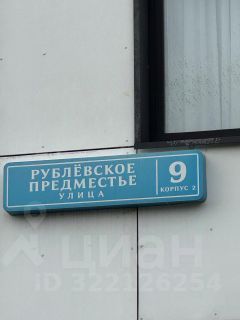 РУБЛЁВСКОЕ
ПРЕДМЕСТЬЕ
УЛИЦА
9
КОРПУС 2
циан
ID 322126254